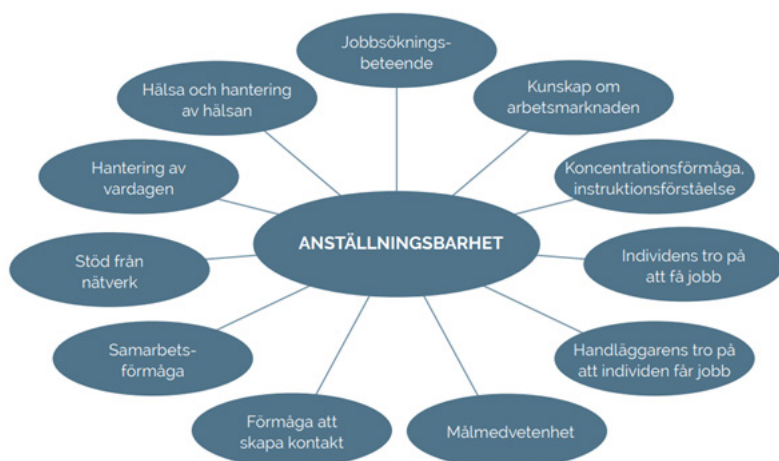 Jobbsöknings-
beteende
Hälsa och hantering
av hälsan
Kunskap om
arbetsmarknaden
Hantering av
vardagen
Koncentrationsförmåga,
instruktionsförståelse
ANSTÄLLNINGSBARHET
Stöd från
nätverk
Individens tro på
att få jobb
Samarbets-
förmåga
Handläggarens tro på
att individen får jobb
Förmåga att
skapa kontakt
Målmedvetenhet